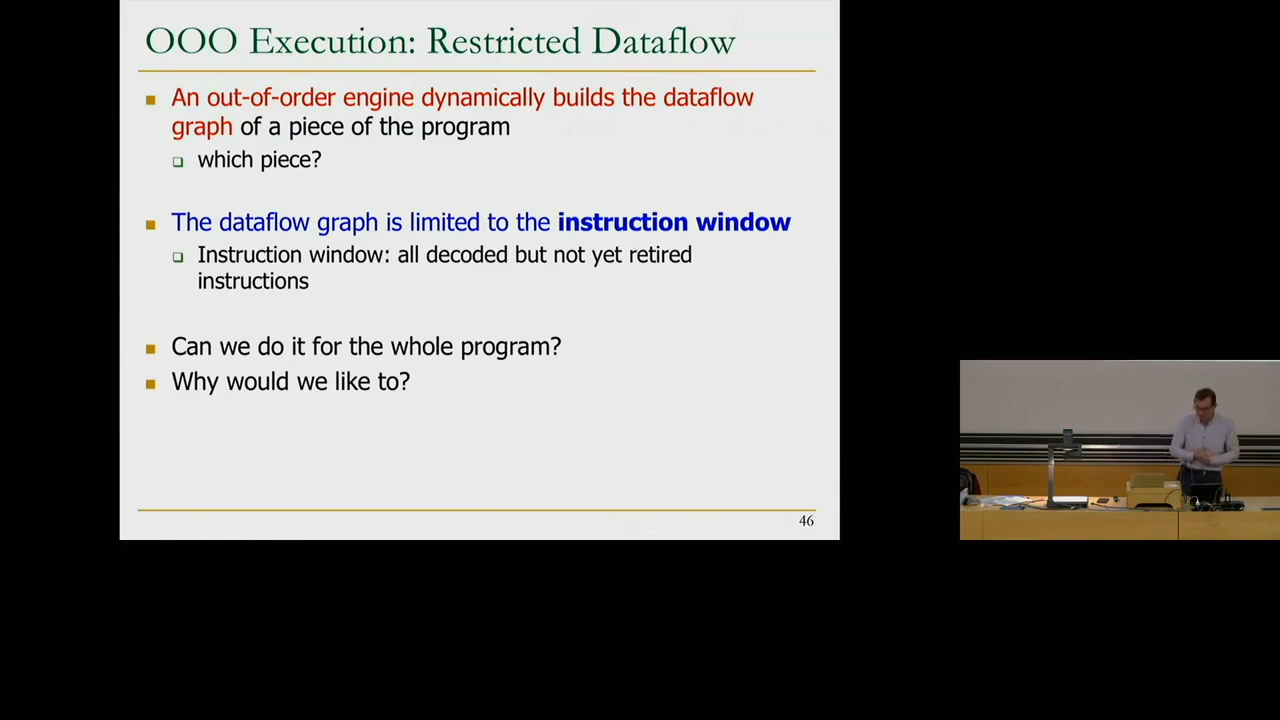 OOO Execution: Restricted Dataflow
An out-of-order engine dynamically builds the dataflow
graph of a piece of the program
which piece?
The dataflow graph is limited to the instruction window
Instruction window: all decoded but not yet retired
instructions
Can we do it for the whole program?
Why would we like to?
46